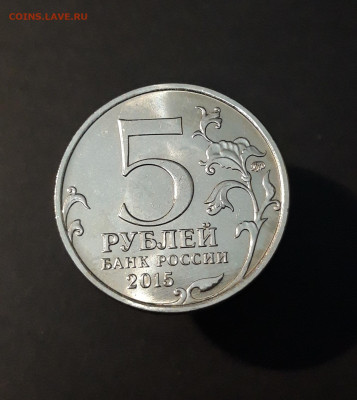 COINS.LAVE.RU
5
РУБЛЕЙ
БАНК РОССИИ
2015